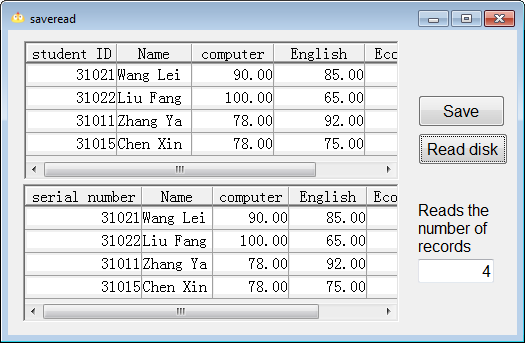 saveread
student ID Name computer English Eco
31021 Wang Lei 90.00 85.00
31022 Liu Fang 100.00 65.00
31011 Zhang Ya 78.00 92.00
31015 Chen Xin 78.00 75.00
serial number Name computer English Eco
31021 Wang Lei 90.00 85.00
31022 Liu Fang 100.00 65.00
31011 Zhang Ya 78.00 92.00
31015 Chen Xin 78.00 75.00
Save
Read disk
Reads the
number of
records
4